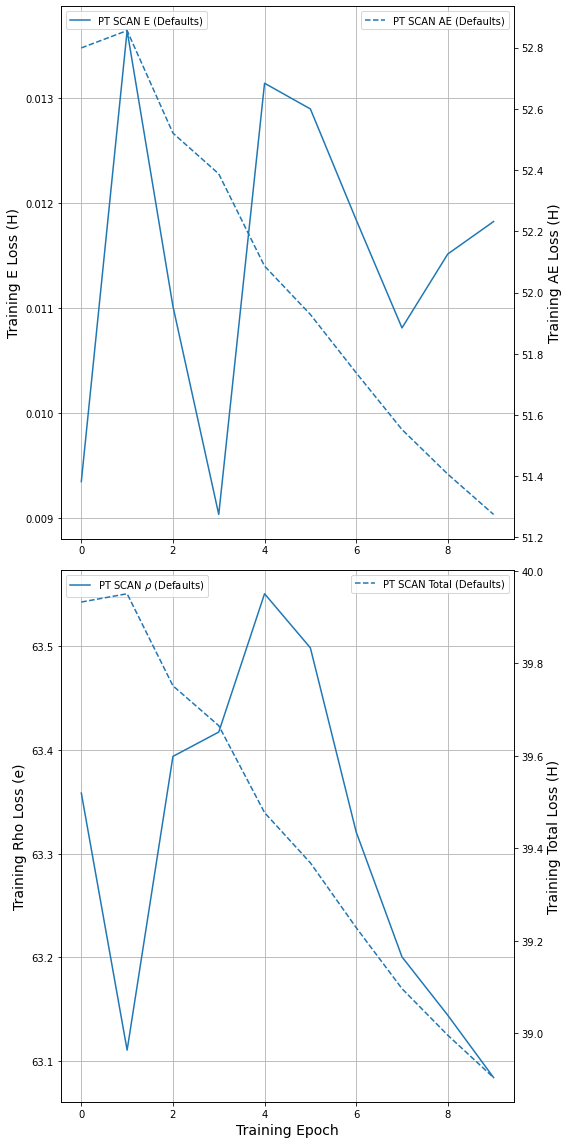 PT SCAN E (Defaults)
PT SCAN AE (Defaults)
Training E Loss (H)
0.013
0.012
0.011
0.010
0.009
52.8
52.6
52.4
52.2
52.0
51.8
51.6
51.4
51.2
Training AE Loss (H)
0 2 4 6 8
PT SCAN ρ (Defaults)
PT SCAN Total (Defaults)
Training Rho Loss (e)
63.5
63.4
63.3
63.2
63.1
40.0
39.8
39.6
39.4
39.2
39.0
Training Total Loss (H)
0 2 4 6 8
Training Epoch